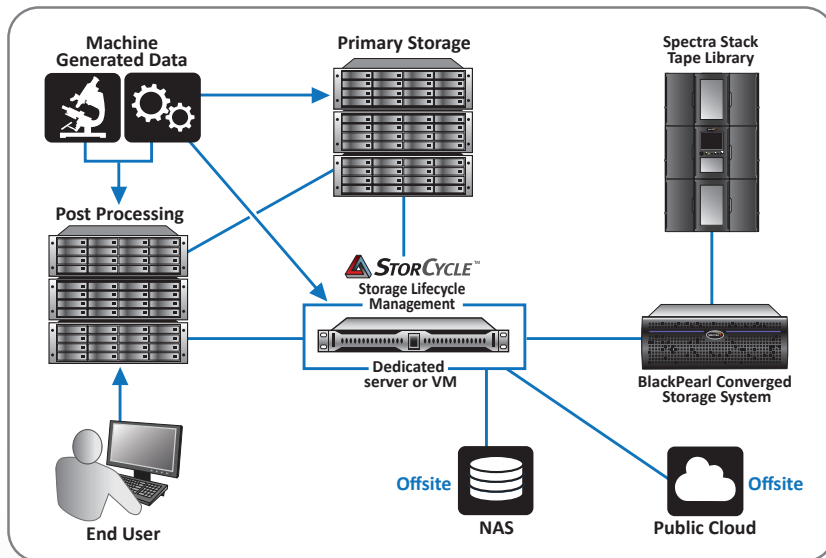 Machine
Generated Data
Primary Storage
Spectra Stack
Tape Library
Post Processing
STORCYCLE™
Storage Lifecycle
Management
Dedicated
server or VM
BlackPearl Converged
Storage System
End User
Offsite
NAS
Public Cloud
Offsite